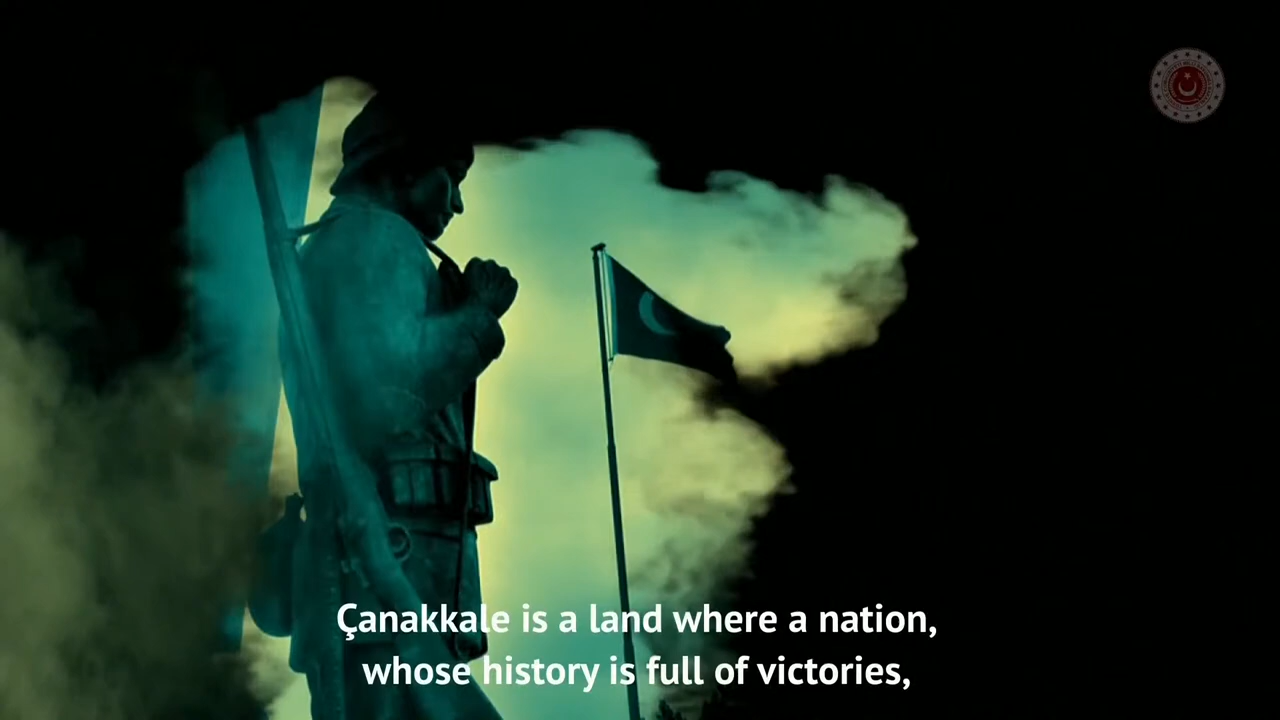 Çanakkale is a land where a nation,
whose history is full of victories,